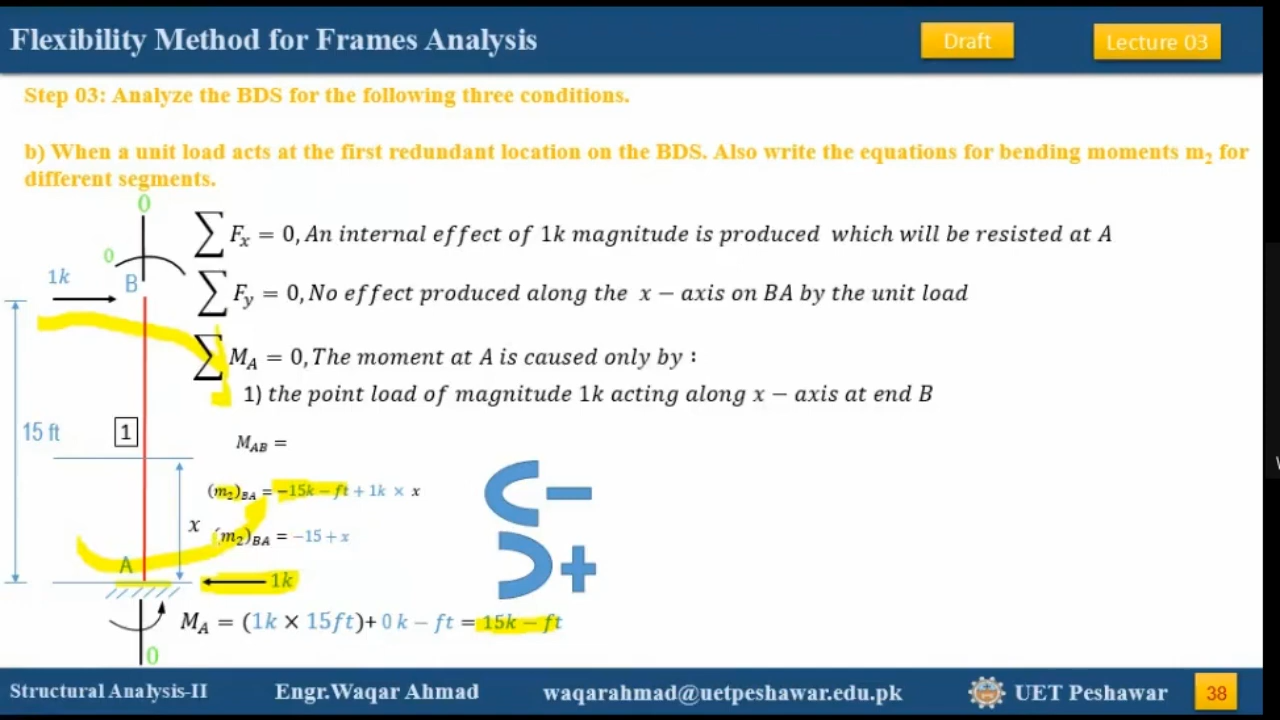 Flexibility Method for Frames Analysis
Draft
Lecture 03
Step 03: Analyze the BDS for the following three conditions.
b) When a unit load acts at the first redundant location on the BDS. Also write the equations for bending moments m₂ for
different segments.
0
0
1k
B
∑ Fₓ = 0, An internal effect of 1k magnitude is produced which will be resisted at A
∑ Fᵧ = 0, No effect produced along the x − axis on BA by the unit load
∑ M_A = 0, The moment at A is caused only by :
1) the point load of magnitude 1k acting along x − axis at end B
15 ft
1
M_AB =
(m₂)_BA = −15k − ft + 1k × x
x
(m₂)_BA = −15 + x
A
1k
M_A = (1k × 15ft)+ 0 k − ft = 15k − ft
0
Structural Analysis-II
Engr.Waqar Ahmad
waqarahmad@uetpeshawar.edu.pk
UET Peshawar
38